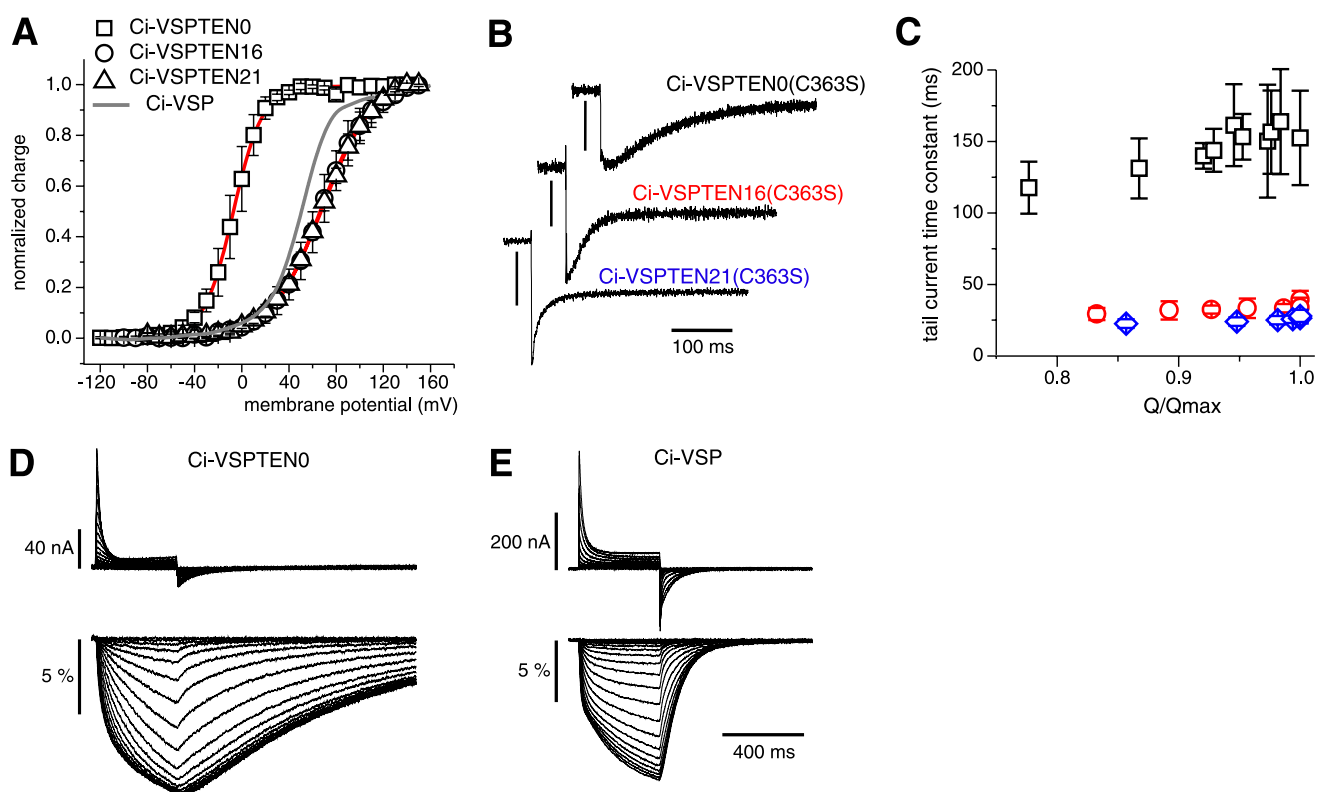 A
Ci-VSPTEN0
Ci-VSPTEN16
Ci-VSPTEN21
Ci-VSP
nomralized charge
1.0
0.8
0.6
0.4
0.2
0.0
-120 -80 -40 0 40 80 120 160
membrane potential (mV)
B
Ci-VSPTEN0(C363S)
Ci-VSPTEN16(C363S)
Ci-VSPTEN21(C363S)
100 ms
C
tail current time constant (ms)
200
150
100
50
0
0.8 0.9 1.0
Q/Qmax
D
Ci-VSPTEN0
40 nA
5 %
E
Ci-VSP
200 nA
5 %
400 ms